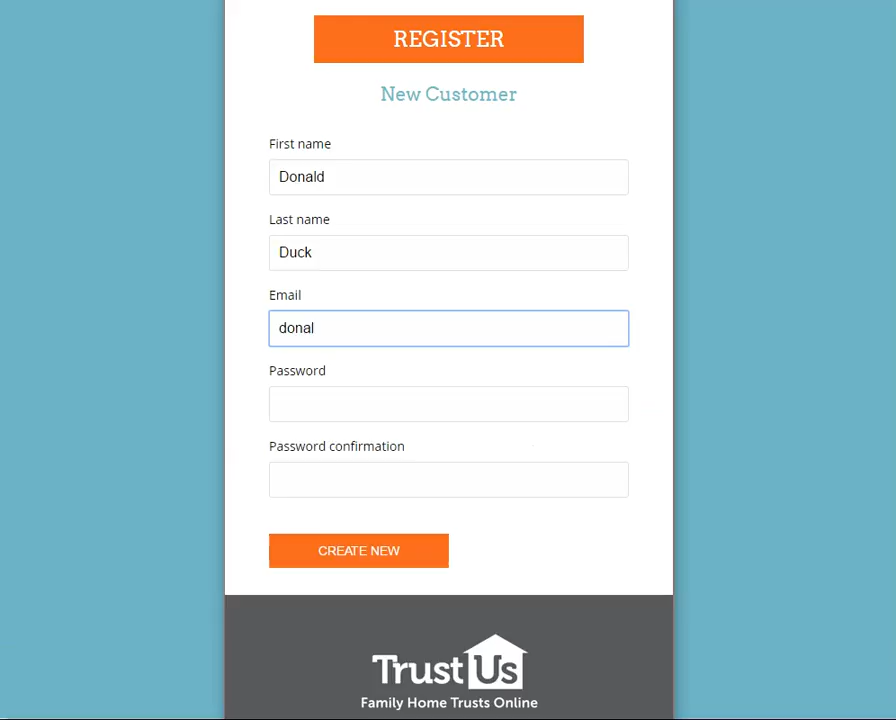 REGISTER
New Customer
First name
Donald
Last name
Duck
Email
donal
Password
Password confirmation
CREATE NEW
TrustUs
Family Home Trusts Online